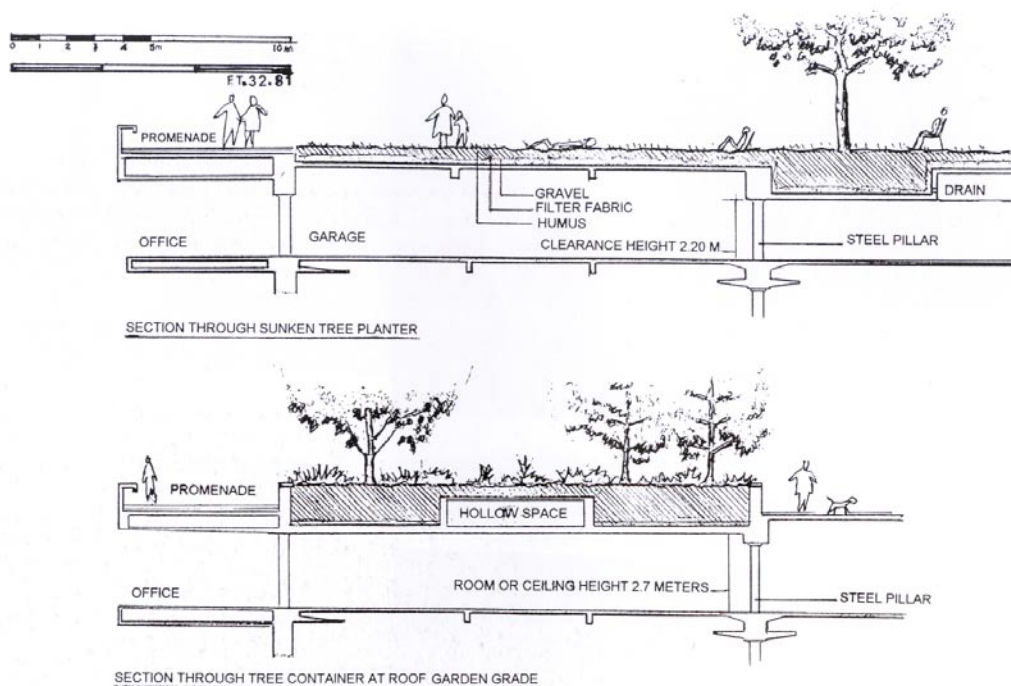 0 1 2 3 4 5m 10m
F.T.32.81
PROMENADE
GRAVEL
FILTER FABRIC
HUMUS
DRAIN
OFFICE
GARAGE
CLEARANCE HEIGHT 2.20 M
STEEL PILLAR
SECTION THROUGH SUNKEN TREE PLANTER
PROMENADE
HOLLOW SPACE
ROOM OR CEILING HEIGHT 2.7 METERS
OFFICE
STEEL PILLAR
SECTION THROUGH TREE CONTAINER AT ROOF GARDEN GRADE